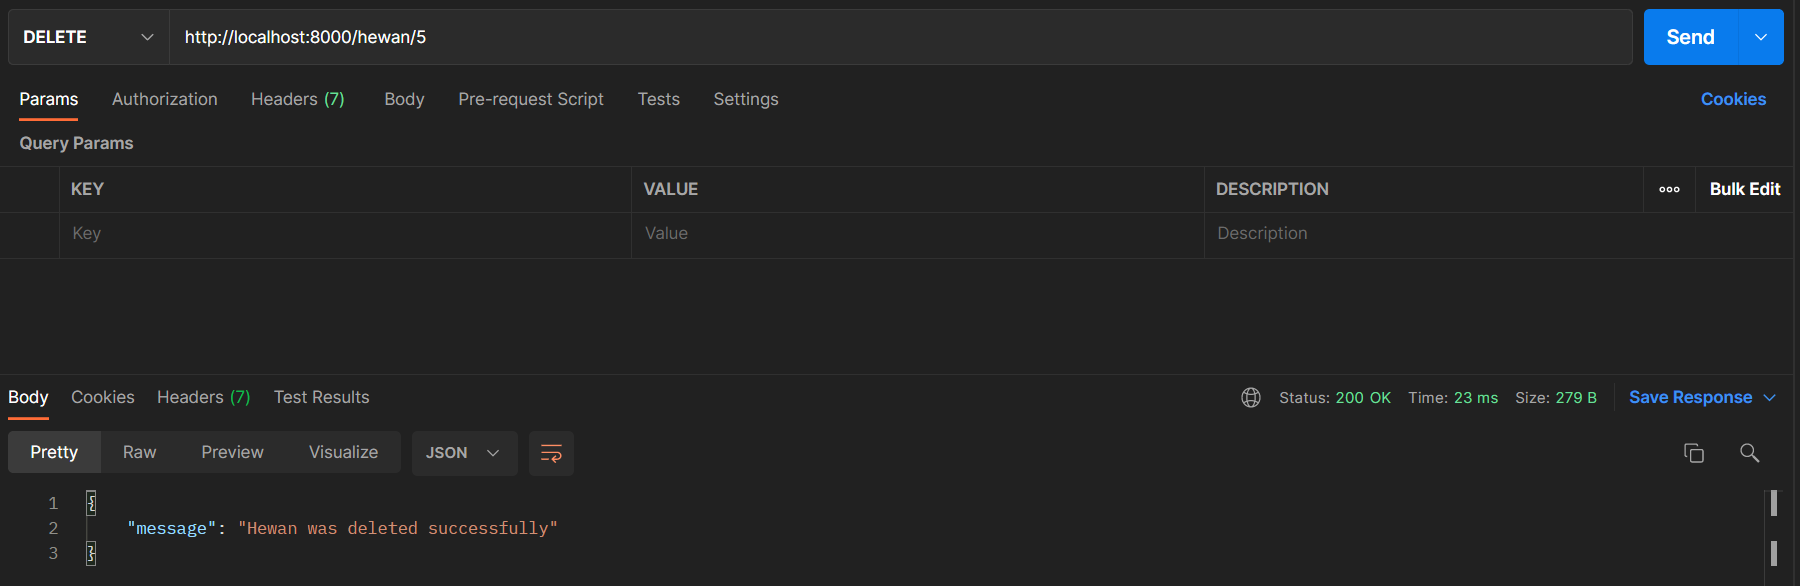 DELETE http://localhost:8000/hewan/5 Send
Params Authorization Headers (7) Body Pre-request Script Tests Settings Cookies
Query Params
KEY VALUE DESCRIPTION ooo Bulk Edit
Key Value Description
Body Cookies Headers (7) Test Results Status: 200 OK Time: 23 ms Size: 279 B Save Response
Pretty Raw Preview Visualize JSON
1 {
2 "message": "Hewan was deleted successfully"
3 }